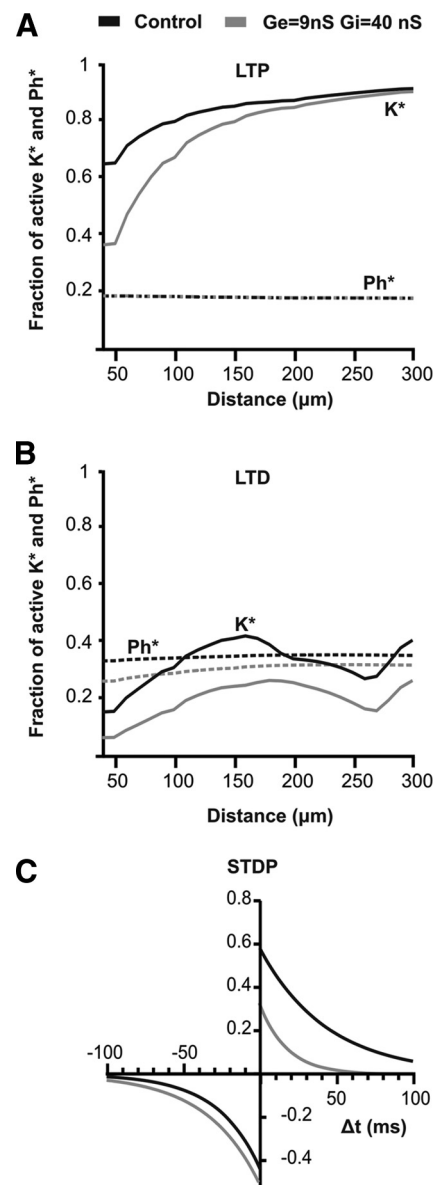 A
Control Ge=9nS Gi=40 nS
LTP
Fraction of active K* and Ph*
1
0.8
0.6
0.4
0.2
K*
Ph*
50 100 150 200 250 300
Distance (µm)
B
LTD
Fraction of active K* and Ph*
1
0.8
0.6
0.4
0.2
Ph*
K*
50 100 150 200 250 300
Distance (µm)
C
STDP
0.8
0.6
0.4
0.2
-100 -50
50 100
-0.2
Δt (ms)
-0.4